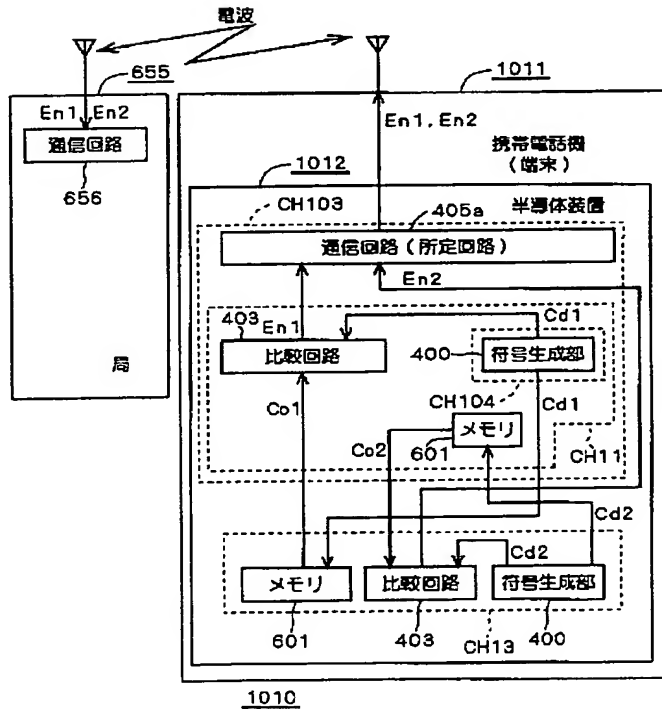 電波
655
1011
En1, En2
通信回路
656
局
En1, En2
携帯電話機
(端末)
1012
CH103
405a
半導体装置
通信回路(所定回路)
En2
Cd1
403
En1
比較回路
400
符号生成部
CH104
Cd1
Co1
Co2
メモリ
601
CH11
Cd2
Cd2
メモリ
比較回路
符号生成部
601
403
400
CH13
1010